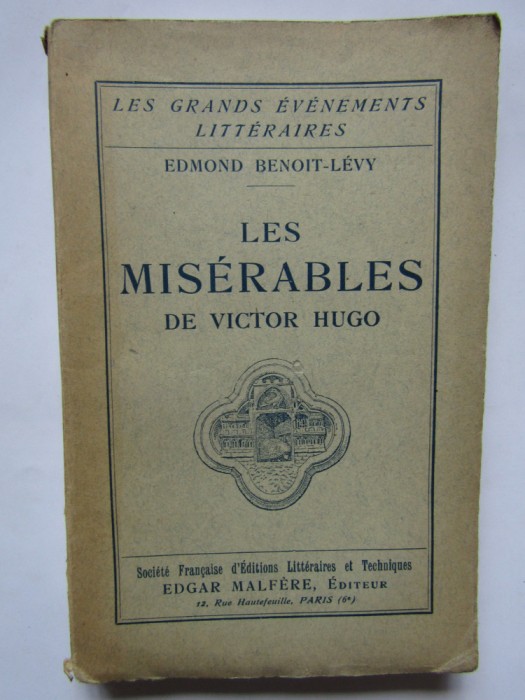 LES GRANDS ÉVÉNEMENTS
LITTÉRAIRES
EDMOND BENOIT-LÉVY
LES
MISÉRABLES
DE VICTOR HUGO
Société Française d'Éditions Littéraires et Techniques
EDGAR MALFÈRE, ÉDITEUR
12, Rue Hautefeuille, PARIS (6e)